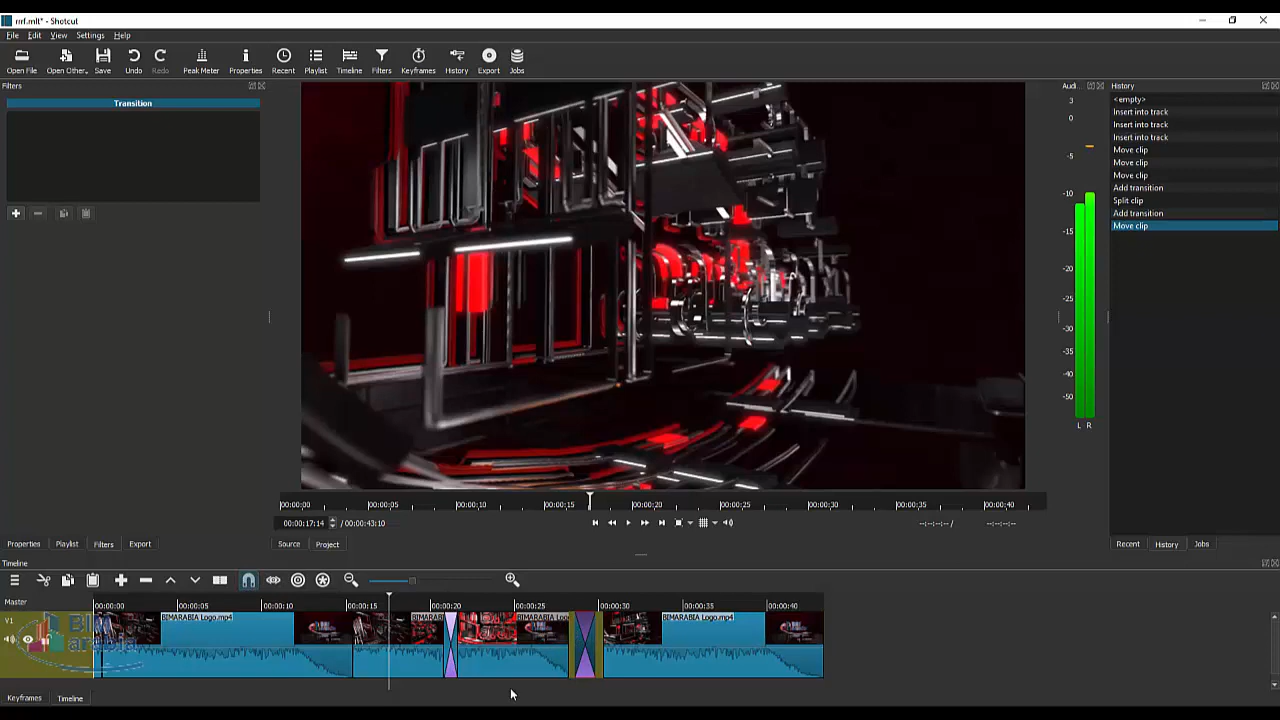 rrrf.mlt* - Shotcut
File Edit View Settings Help
Open File Open Other... Save Undo Redo Peak Meter Properties Recent Playlist Timeline Filters Keyframes History Export Jobs
Filters
Transition
Audi...
3
0
-5
-10
-15
-20
-25
-30
-35
-40
-50
L R
History
<empty>
Insert into track
Insert into track
Insert into track
Move clip
Move clip
Move clip
Add transition
Split clip
Add transition
Move clip
00:00:00 00:00:05 00:00:10 00:00:15 00:00:20 00:00:25 00:00:30 00:00:35 00:00:40
00:00:17:14 / 00:00:43:10 --:--:--:-- / --:--:--:--
Properties Playlist Filters Export
Source Project
Recent History Jobs
Timeline
Master 00:00:00 00:00:05 00:00:10 00:00:15 00:00:20 00:00:25 00:00:30 00:00:35 00:00:40
V1
BIMARABIA Logo.mp4 BIMARAB BIMARABIA Logo BIMARABIA Logo.mp4
BIM
arabia
Keyframes Timeline